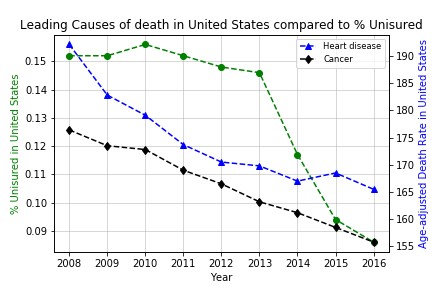 Leading Causes of death in United States compared to % Unisured
% Unisured in United States
0.15
0.14
0.13
0.12
0.11
0.10
0.09
Heart disease
Cancer
190
185
180
175
170
165
160
155
Age-adjusted Death Rate in United States
2008 2009 2010 2011 2012 2013 2014 2015 2016
Year